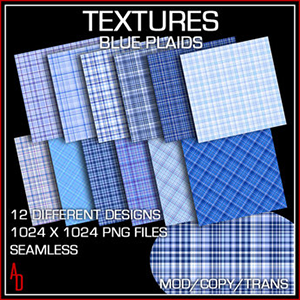 TEXTURES
BLUE PLAIDS
12 DIFFERENT DESIGNS
1024 X 1024 PNG FILES
SEAMLESS
AD
MOD/COPY/TRANS